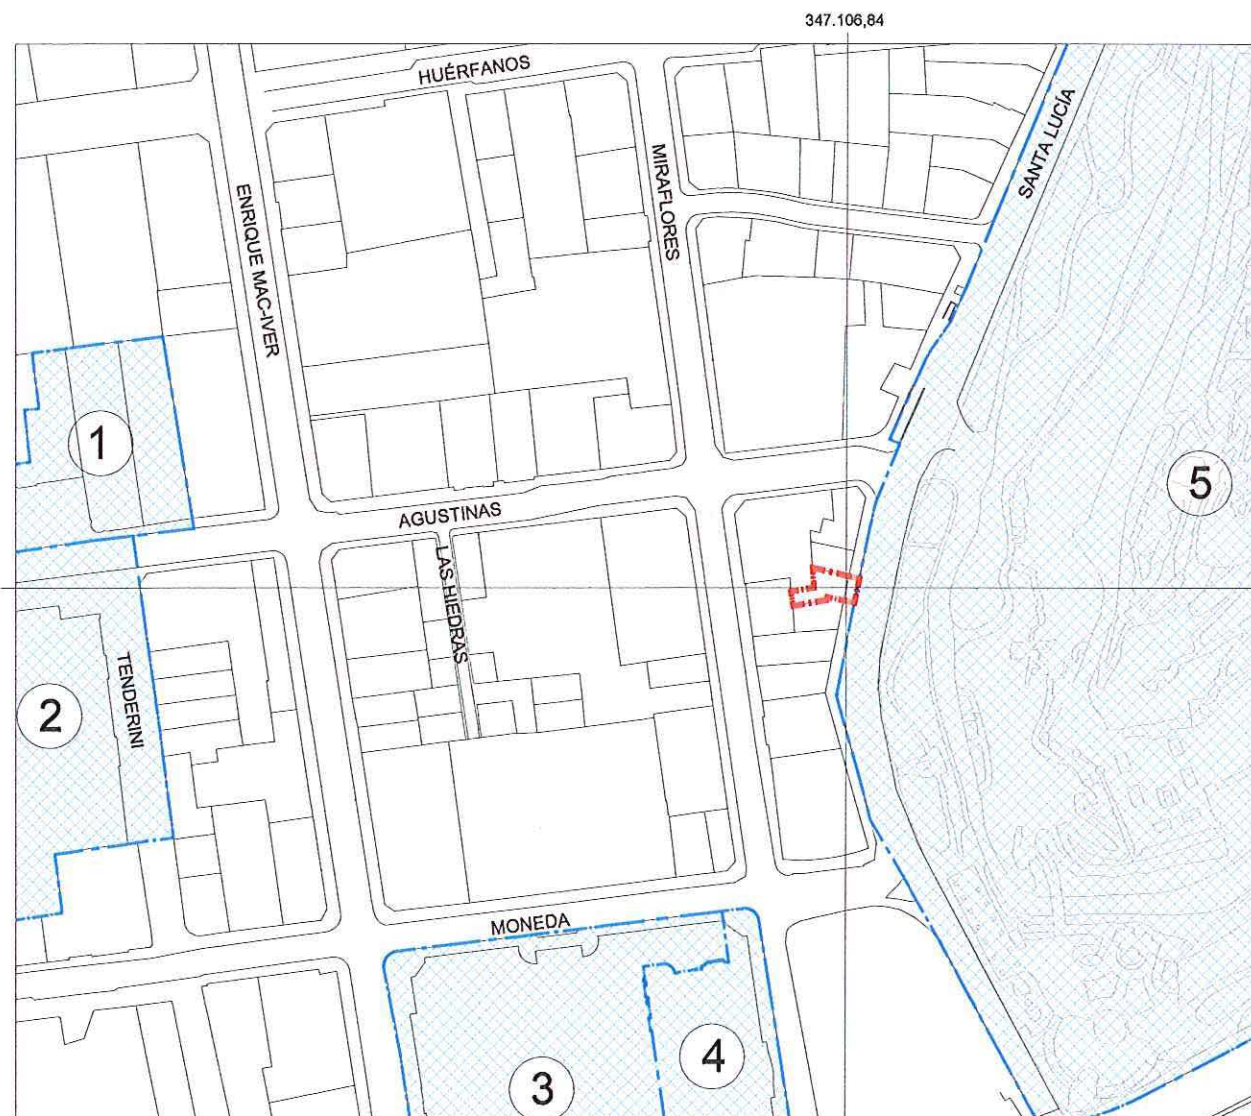 347.106,84
HUÉRFANOS
SANTA LUCÍA
MIRAFLORES
ENRIQUE MAC-IVER
1
5
AGUSTINAS
LAS HIEDRAS
TENDERINI
2
MONEDA
4
3